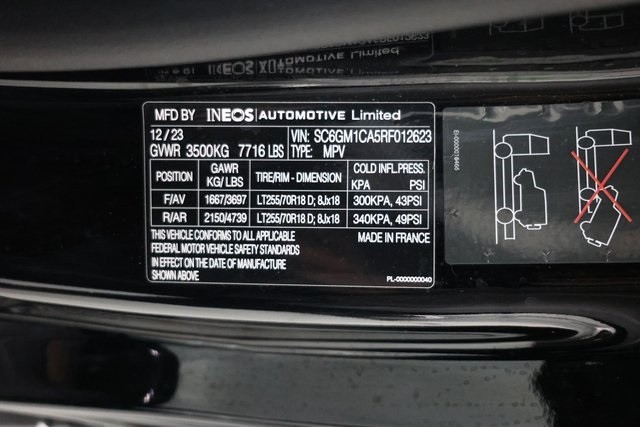 MFD BY INEOS AUTOMOTIVE Limited
12 / 23 VIN: SC6GM1CA5RF012623
GVWR 3500KG 7716 LBS TYPE: MPV
POSITION GAWR KG/LBS TIRE/RIM - DIMENSION COLD INFL.PRESS. KPA PSI
F/AV 1667/3697 LT255/70R18 D; 8Jx18 300KPA, 43PSI
R/AR 2150/4739 LT255/70R18 D; 8Jx18 340KPA, 49PSI
THIS VEHICLE CONFORMS TO ALL APPLICABLE MADE IN FRANCE
FEDERAL MOTOR VEHICLE SAFETY STANDARDS
IN EFFECT ON THE DATE OF MANUFACTURE
SHOWN ABOVE
PL-0000000040